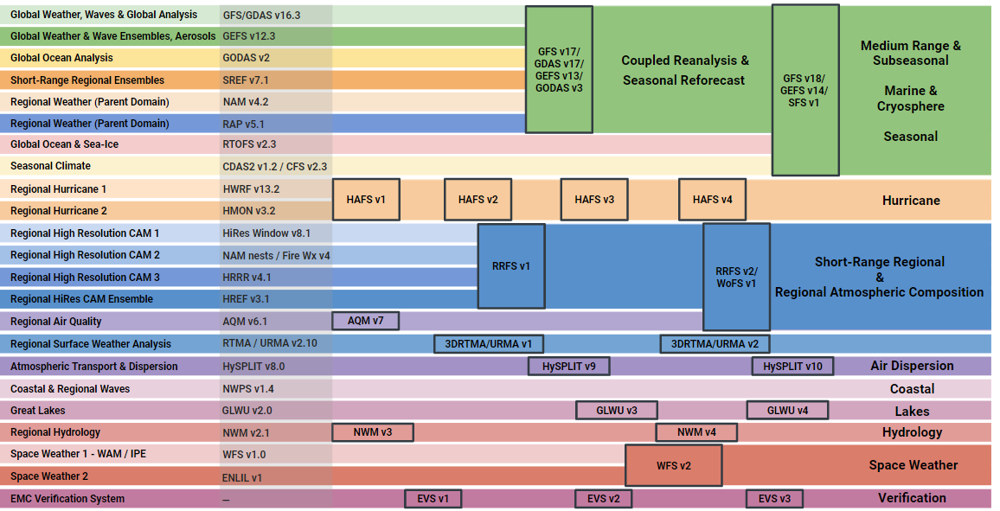 Global Weather, Waves & Global Analysis
GFS/GDAS v16.3
Global Weather & Wave Ensembles, Aerosols
GEFS v12.3
Global Ocean Analysis
GODAS v2
Short-Range Regional Ensembles
SREF v7.1
Regional Weather (Parent Domain)
NAM v4.2
Regional Weather (Parent Domain)
RAP v5.1
Global Ocean & Sea-Ice
RTOFS v2.3
Seasonal Climate
CDAS2 v1.2 / CFS v2.3
GFS v17/
GDAS v17/
GEFS v13/
GODAS v3
Coupled Reanalysis &
Seasonal Reforecast
GFS v18/
GEFS v14/
SFS v1
Medium Range &
Subseasonal
Marine &
Cryosphere
Seasonal
Regional Hurricane 1
HWRF v13.2
Regional Hurricane 2
HMON v3.2
HAFS v1
HAFS v2
HAFS v3
HAFS v4
Hurricane
Regional High Resolution CAM 1
HiRes Window v8.1
Regional High Resolution CAM 2
NAM nests / Fire Wx v4
Regional High Resolution CAM 3
HRRR v4.1
Regional HiRes CAM Ensemble
HREF v3.1
RRFS v1
RRFS v2/
WoFS v1
Short-Range Regional
&
Regional Atmospheric Composition
Regional Air Quality
AQM v6.1
AQM v7
Regional Surface Weather Analysis
RTMA / URMA v2.10
3DRTMA/URMA v1
3DRTMA/URMA v2
Atmospheric Transport & Dispersion
HySPLIT v8.0
HySPLIT v9
HySPLIT v10
Air Dispersion
Coastal & Regional Waves
NWPS v1.4
Coastal
Great Lakes
GLWU v2.0
GLWU v3
GLWU v4
Lakes
Regional Hydrology
NWM v2.1
NWM v3
NWM v4
Hydrology
Space Weather 1 - WAM / IPE
WFS v1.0
Space Weather 2
ENLIL v1
WFS v2
Space Weather
EMC Verification System
–
EVS v1
EVS v2
EVS v3
Verification